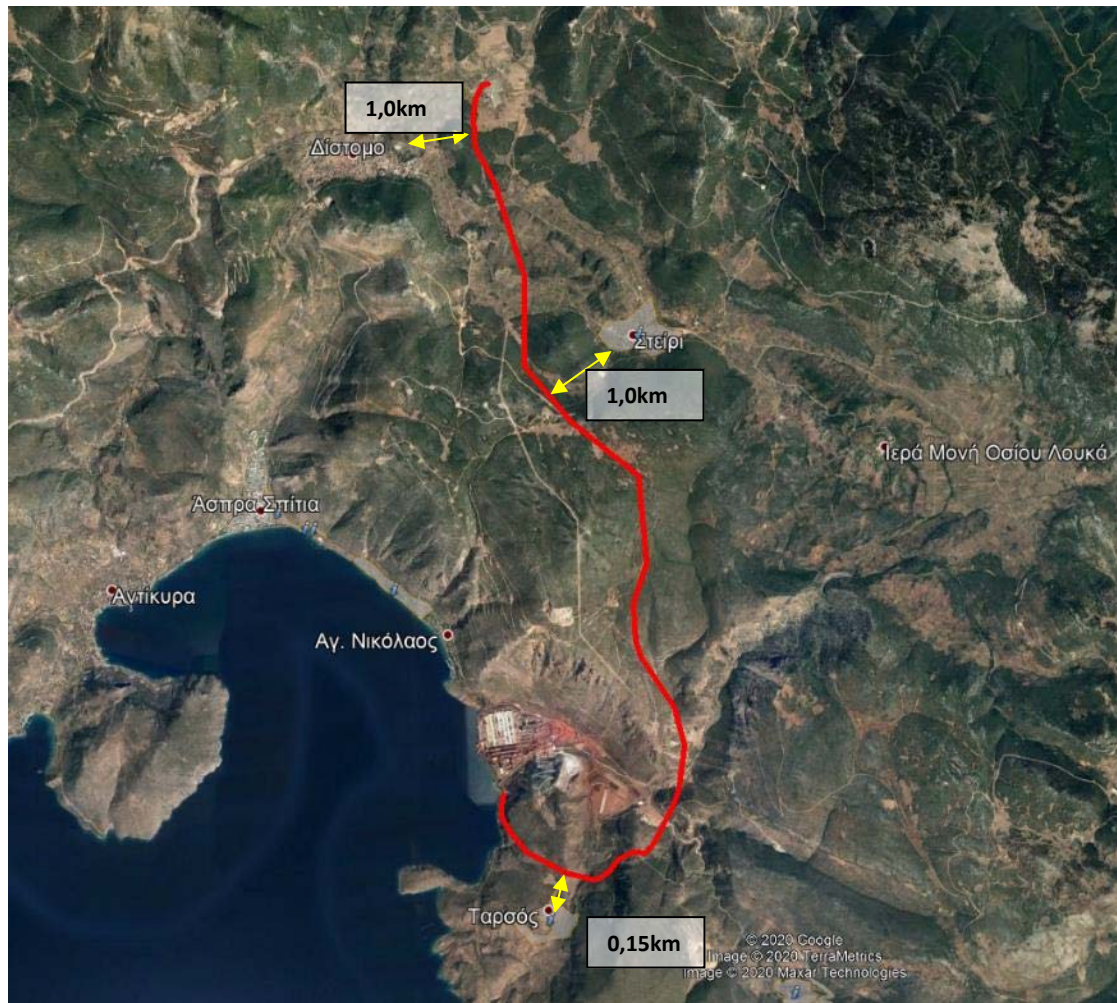 1,0km
Δίστομο
Στείρι
1,0km
Ιερά Μονή Οσίου Λουκά
Άσπρα Σπίτια
Αντίκυρα
Αγ. Νικόλαος
Ταρσός
0,15km
© 2020 Google
Image © 2020 TerraMetrics
Image © 2020 Maxar Technologies